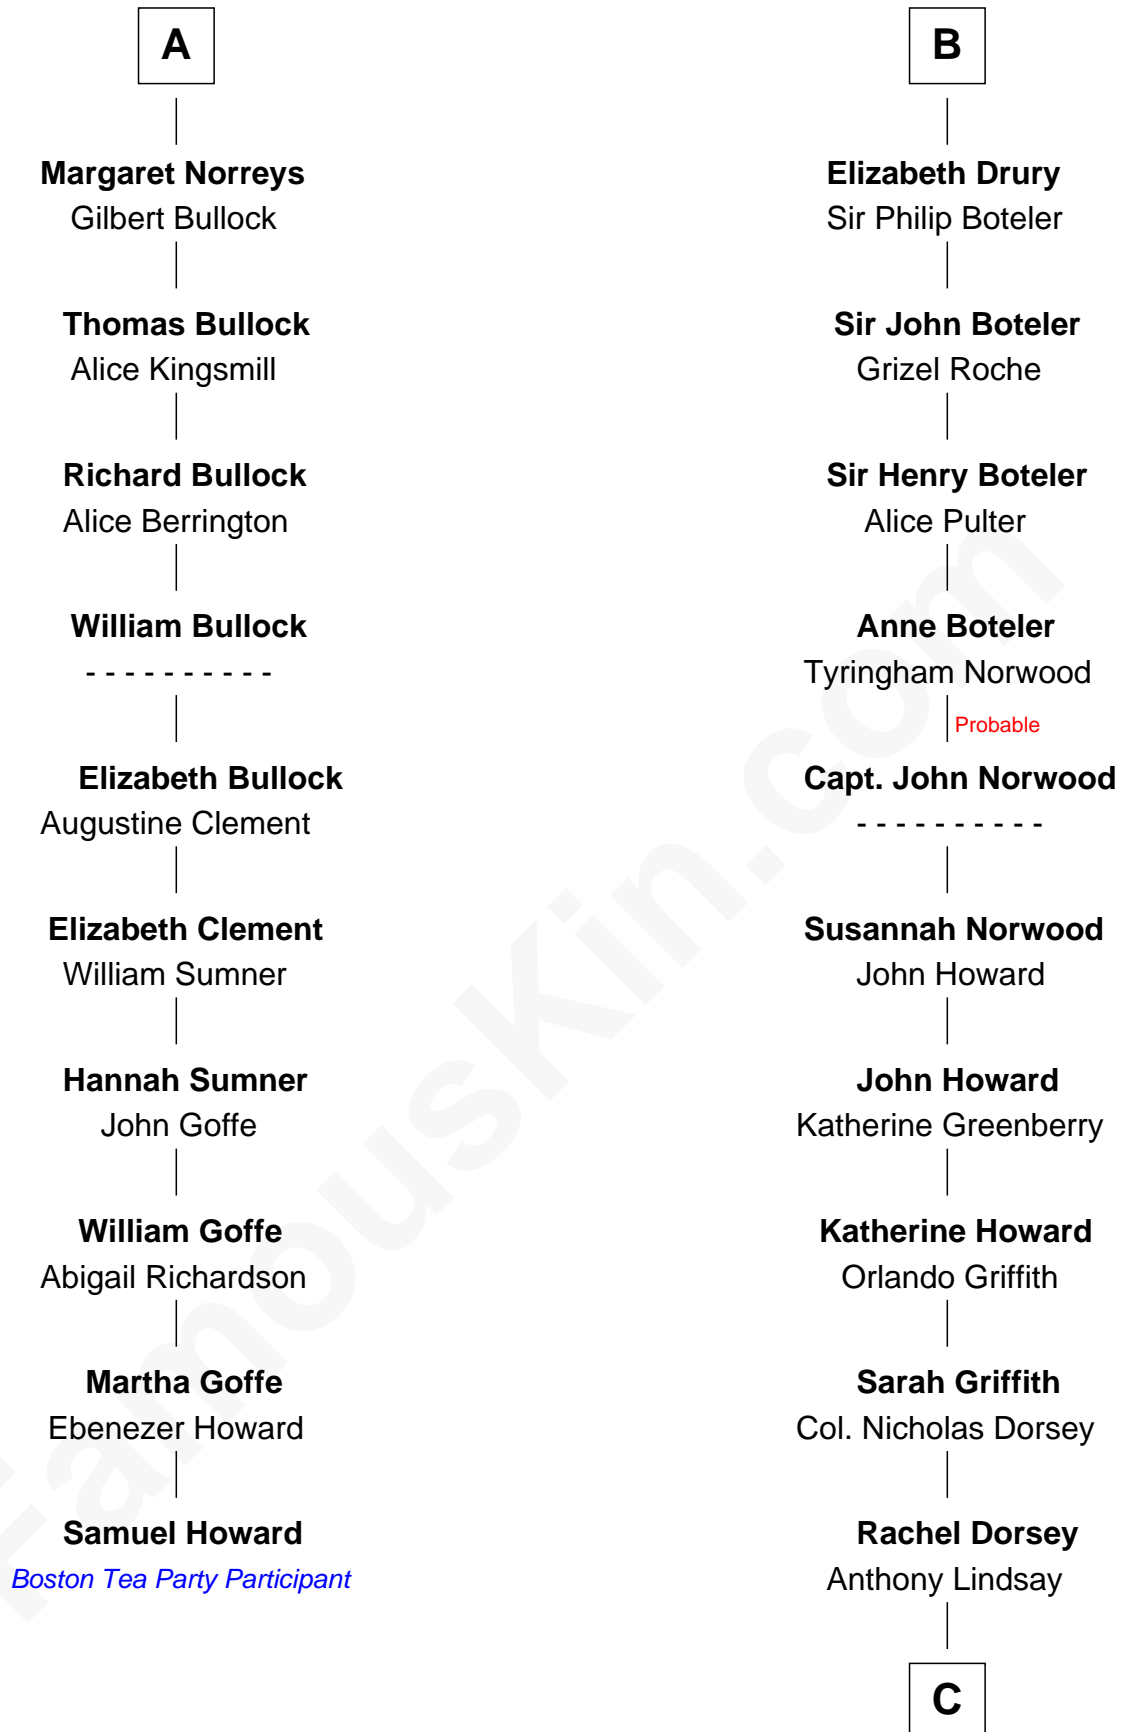 A
Margaret Norreys
Gilbert Bullock
Thomas Bullock
Alice Kingsmill
Richard Bullock
Alice Berrington
William Bullock
- - - - - - - - - -
Elizabeth Bullock
Augustine Clement
Elizabeth Clement
William Sumner
Hannah Sumner
John Goffe
William Goffe
Abigail Richardson
Martha Goffe
Ebenezer Howard
Samuel Howard
Boston Tea Party Participant
B
Elizabeth Drury
Sir Philip Boteler
Sir John Boteler
Grizel Roche
Sir Henry Boteler
Alice Pulter
Anne Boteler
Tyringham Norwood
Probable
Capt. John Norwood
- - - - - - - - - -
Susannah Norwood
John Howard
John Howard
Katherine Greenberry
Katherine Howard
Orlando Griffith
Sarah Griffith
Col. Nicholas Dorsey
Rachel Dorsey
Anthony Lindsay
C
FamousKin.com